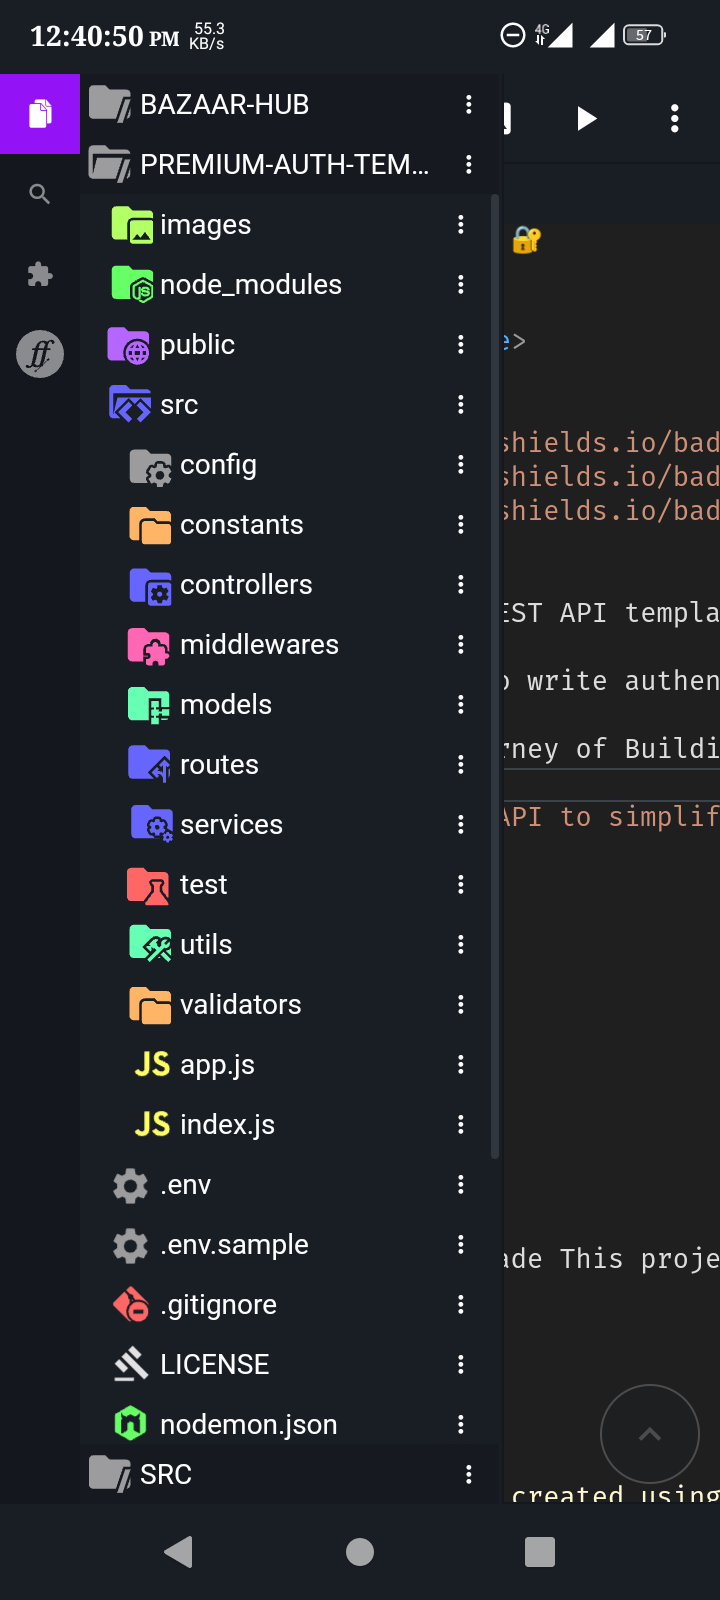 12:40:50 PM
55.3
KB/s
4G
57
BAZAAR-HUB
PREMIUM-AUTH-TEM...
images
node_modules
public
src
config
constants
controllers
middlewares
models
routes
services
test
utils
validators
JS app.js
JS index.js
.env
.env.sample
.gitignore
LICENSE
nodemon.json
SRC
ff
🔐
e>
shields.io/bad
shields.io/bad
shields.io/bad
EST API templa
o write authen
rney of Buildi
API to simplif
ade This proje
created using